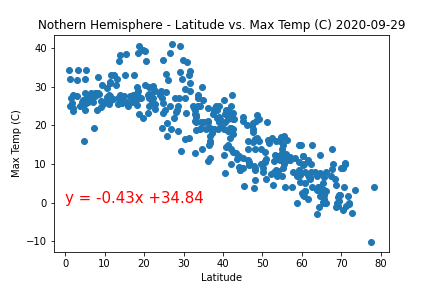 Nothern Hemisphere - Latitude vs. Max Temp (C) 2020-09-29
40
30
20
10
0
−10
Max Temp (C)
y = -0.43x +34.84
0 10 20 30 40 50 60 70 80
Latitude